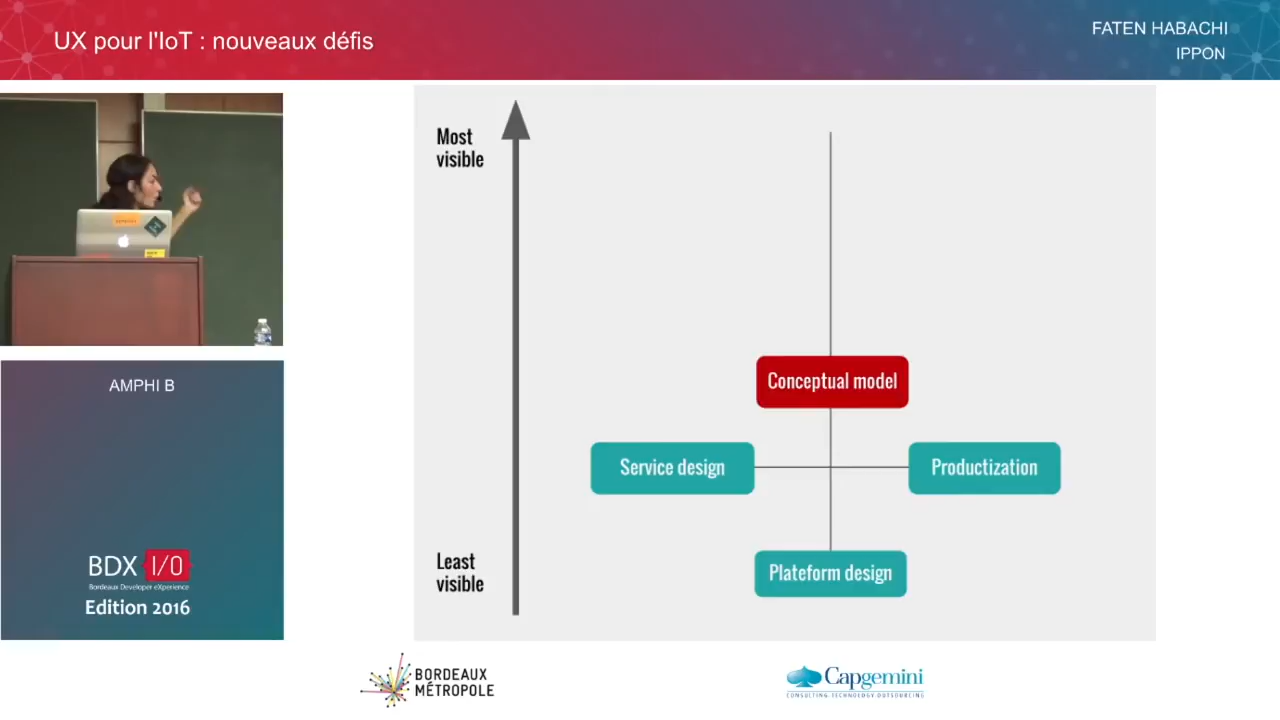 UX pour l'IoT : nouveaux défis
FATEN HABACHI
IPPON
AMPHI B
BDX I/O
Bordeaux Developer eXperience
Edition 2016
Most
visible
Conceptual model
Service design
Productization
Plateform design
Least
visible
BORDEAUX
MÉTROPOLE
Capgemini
CONSULTING.TECHNOLOGY.OUTSOURCING